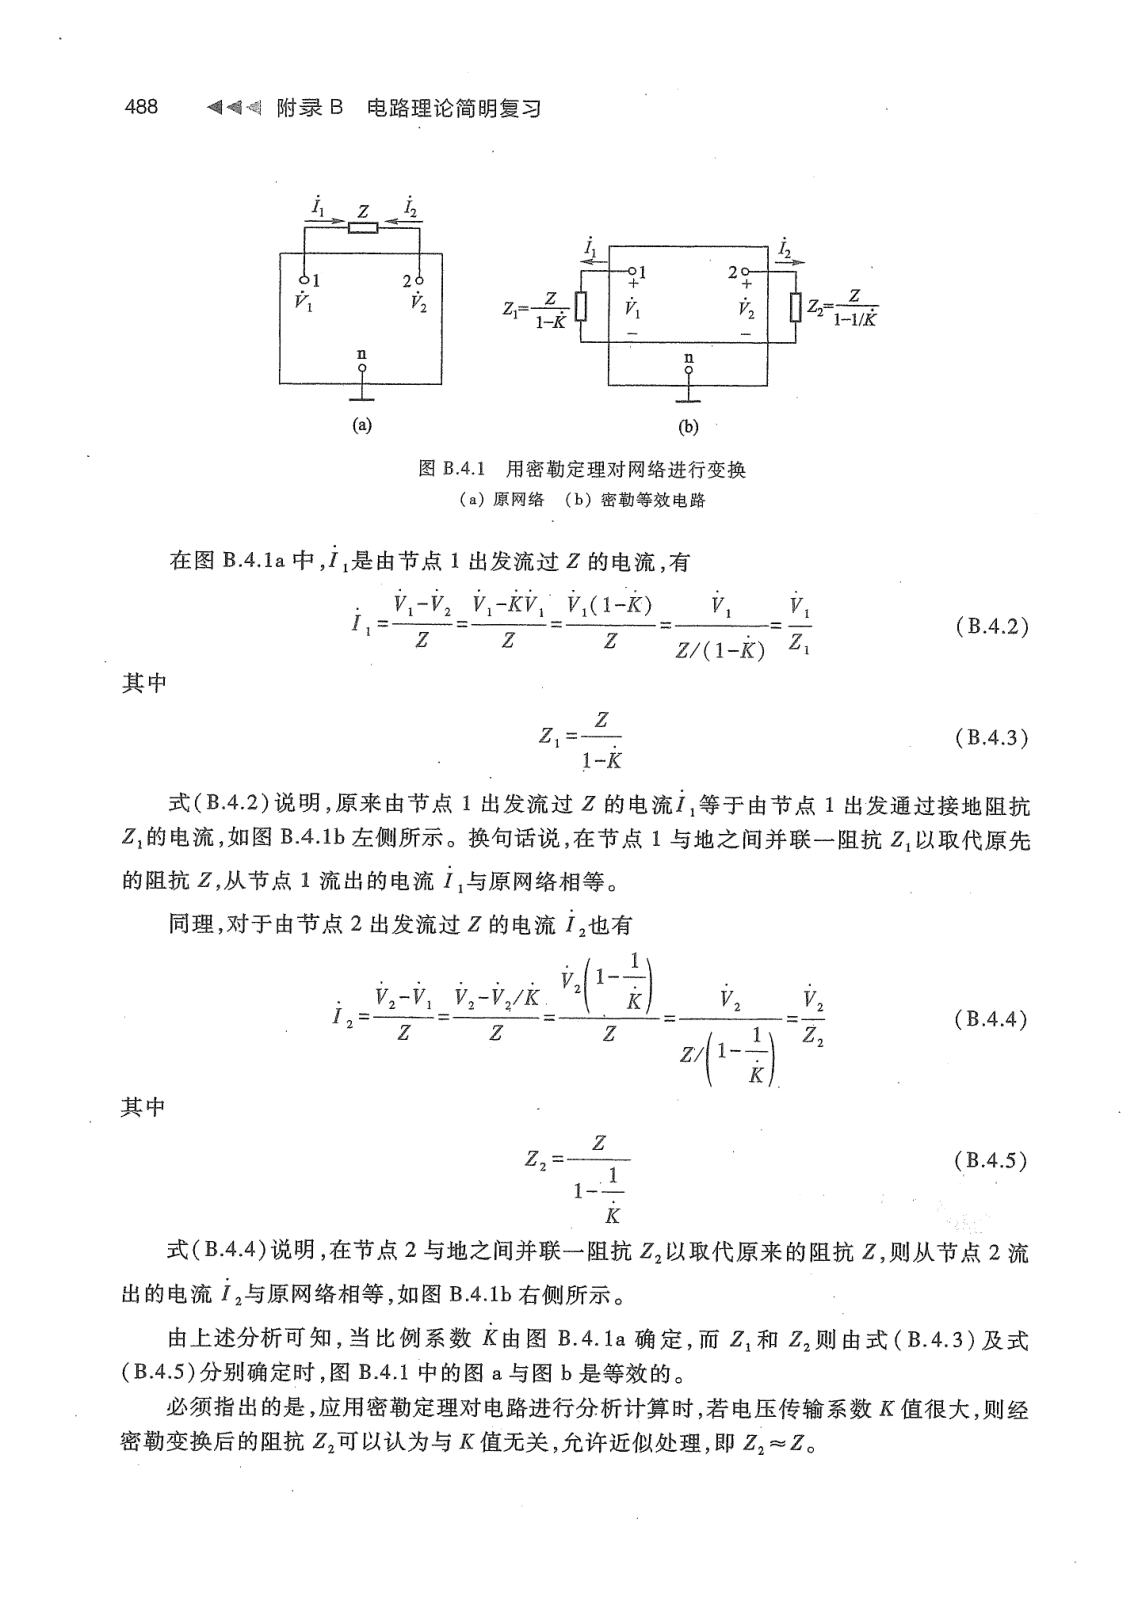 488 附录 B 电路理论简明复习
İ₁ Z İ₂
1 2
V̇₁ V̇₂
n
(a)
İ₁ İ₂
1 2
+ +
Z₁=Z/(1-K̇) V̇₁ V̇₂ Z₂=Z/(1-1/K̇)
- -
n
(b)
图 B.4.1 用密勒定理对网络进行变换
(a) 原网络 (b) 密勒等效电路
在图 B.4.1a 中,İ₁是由节点 1 出发流过 Z 的电流,有
İ₁=(V̇₁-V̇₂)/Z=(V̇₁-K̇V̇₁)/Z=V̇₁(1-K̇)/Z=V̇₁/(Z/(1-K̇))=V̇₁/Z₁ (B.4.2)
其中
Z₁=Z/(1-K̇) (B.4.3)
式(B.4.2)说明,原来由节点 1 出发流过 Z 的电流İ₁等于由节点 1 出发通过接地阻抗
Z₁的电流,如图 B.4.1b 左侧所示。换句话说,在节点 1 与地之间并联一阻抗 Z₁以取代原先
的阻抗 Z,从节点 1 流出的电流 İ₁与原网络相等。
同理,对于由节点 2 出发流过 Z 的电流 İ₂也有
İ₂=(V̇₂-V̇₁)/Z=(V̇₂-V̇₂/K̇)/Z=V̇₂(1-1/K̇)/Z=V̇₂/(Z/(1-1/K̇))=V̇₂/Z₂ (B.4.4)
其中
Z₂=Z/(1-1/K̇) (B.4.5)
式(B.4.4)说明,在节点 2 与地之间并联一阻抗 Z₂以取代原来的阻抗 Z,则从节点 2 流
出的电流 İ₂与原网络相等,如图 B.4.1b 右侧所示。
由上述分析可知,当比例系数 K̇由图 B.4.1a 确定,而 Z₁和 Z₂则由式(B.4.3)及式
(B.4.5)分别确定时,图 B.4.1 中的图 a 与图 b 是等效的。
必须指出的是,应用密勒定理对电路进行分析计算时,若电压传输系数 K 值很大,则经
密勒变换后的阻抗 Z₂可以认为与 K 值无关,允许近似处理,即 Z₂≈Z。